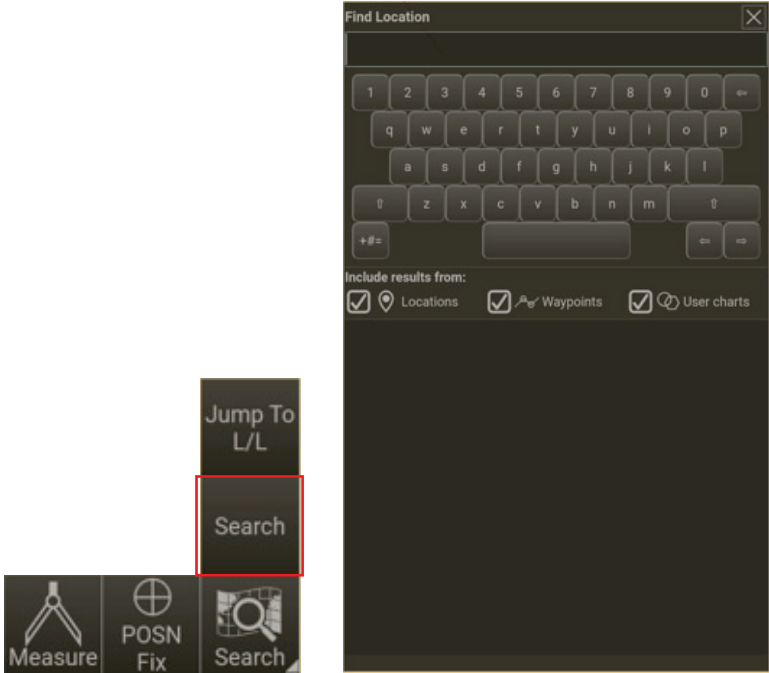 Jump To
L/L
Search
Measure
POSN
Fix
Search
Find Location
1 2 3 4 5 6 7 8 9 0 ⇦
q w e r t y u i o p
a s d f g h j k l
⇧ z x c v b n m ⇧
+#= ⇦ ⇨
Include results from:
Locations Waypoints User charts